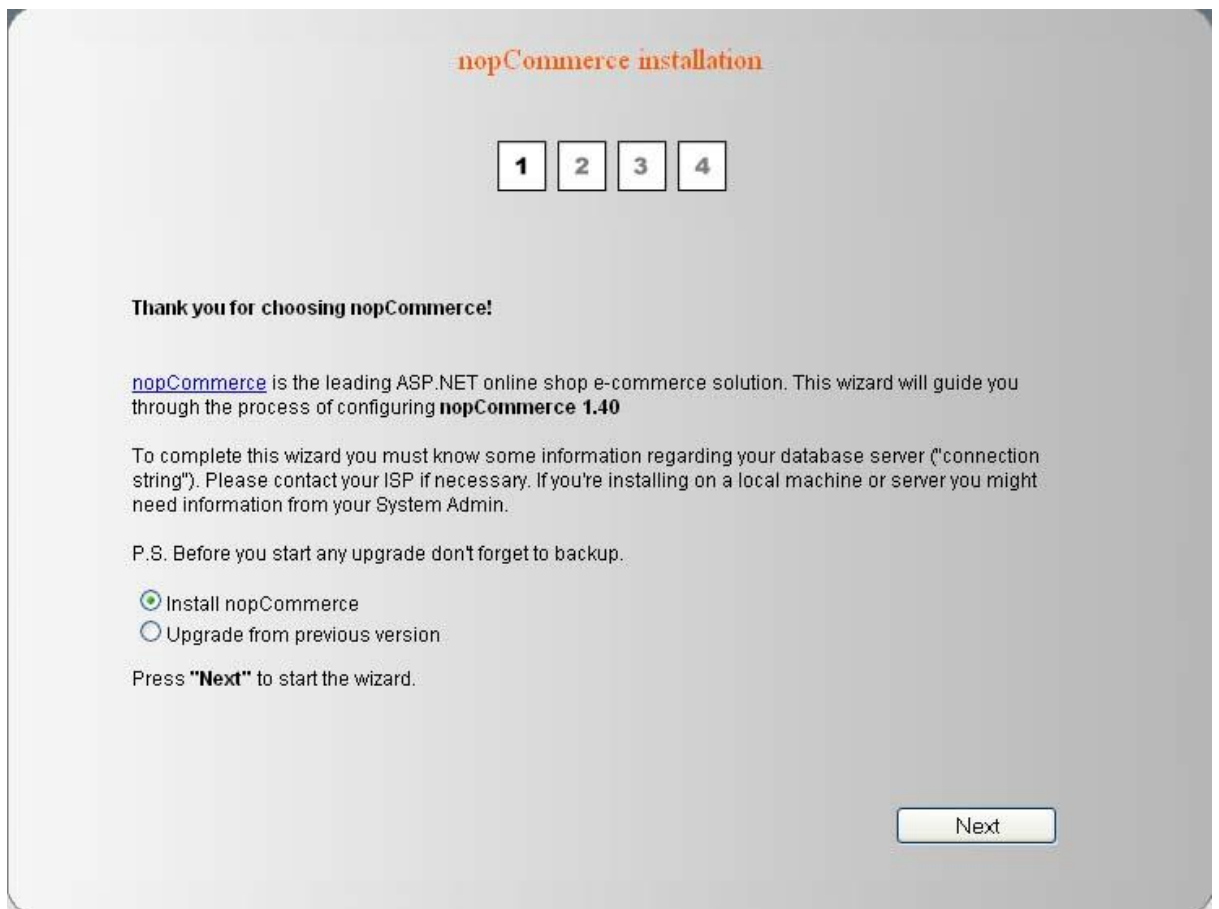 nopCommerce installation
1 2 3 4
Thank you for choosing nopCommerce!
nopCommerce is the leading ASP.NET online shop e-commerce solution. This wizard will guide you
through the process of configuring nopCommerce 1.40
To complete this wizard you must know some information regarding your database server ("connection
string"). Please contact your ISP if necessary. If you're installing on a local machine or server you might
need information from your System Admin.
P.S. Before you start any upgrade don't forget to backup.
Install nopCommerce
Upgrade from previous version
Press "Next" to start the wizard.
Next